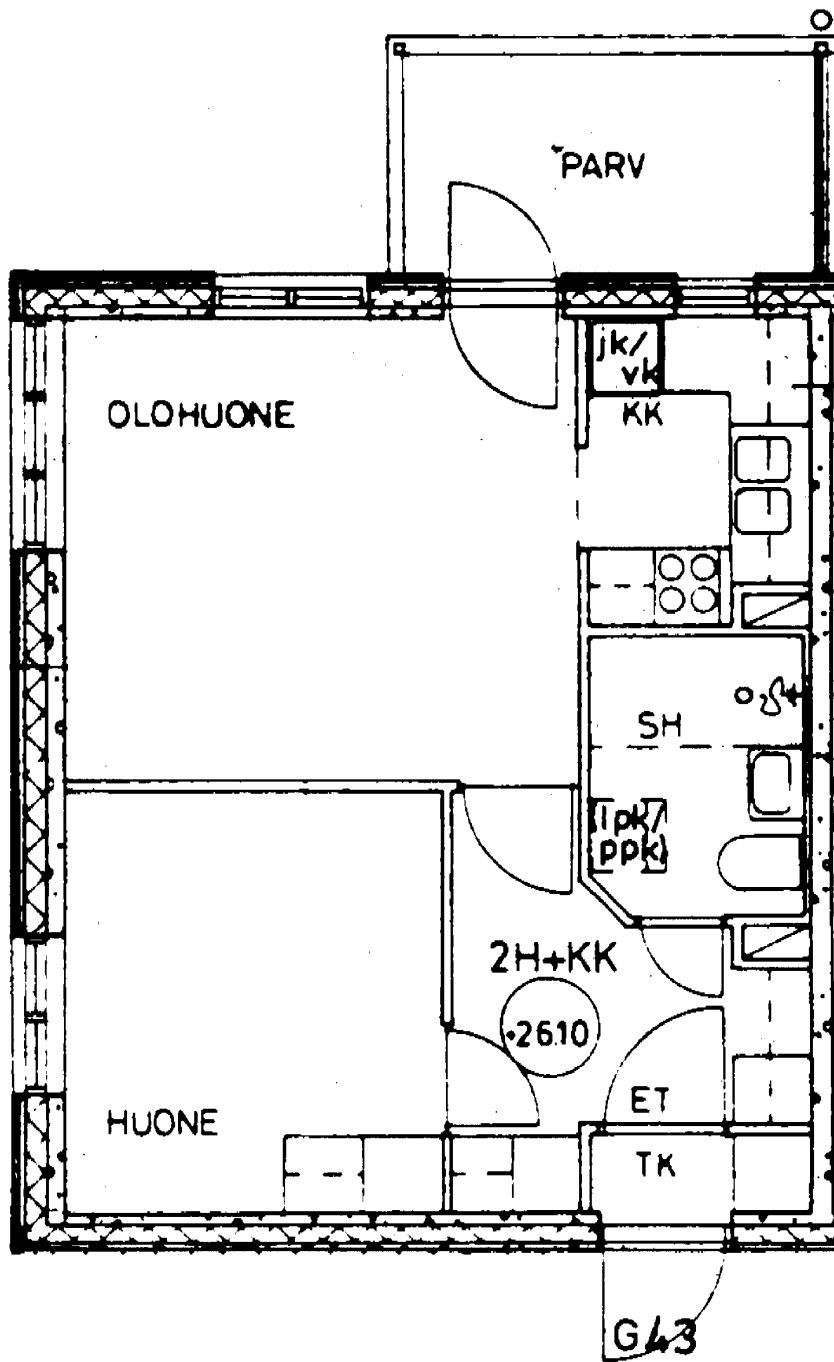 PARV
jk/
vk
KK
OLOHUONE
SH
lpk/
ppk
2H+KK
+26.10
HUONE
ET
TK
G43